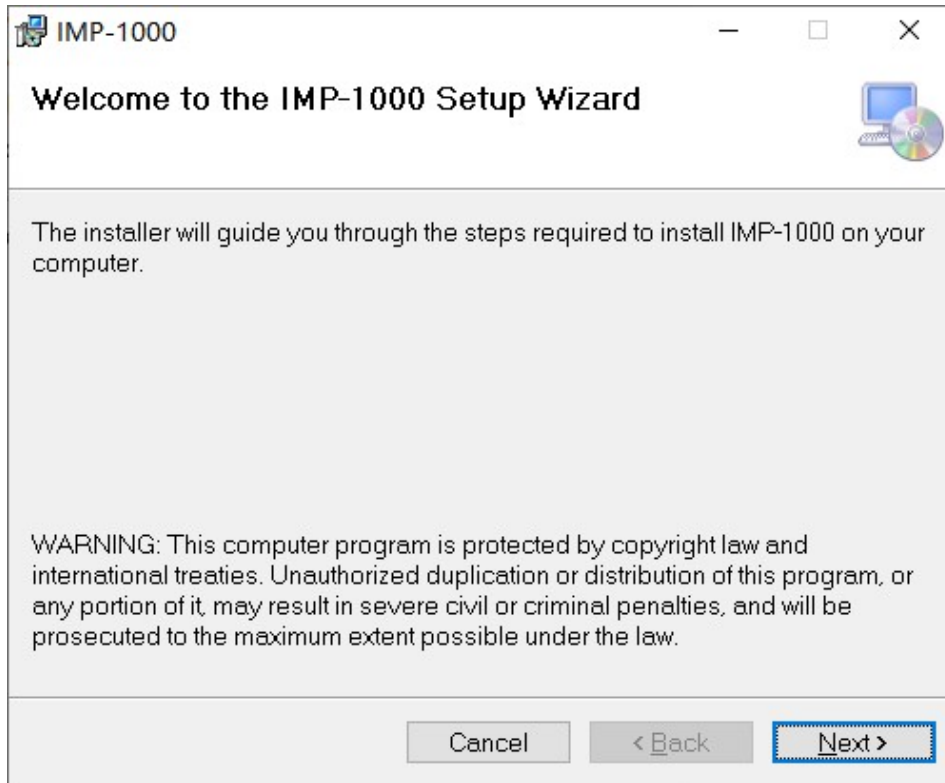 IMP-1000
Welcome to the IMP-1000 Setup Wizard
The installer will guide you through the steps required to install IMP-1000 on your
computer.
WARNING: This computer program is protected by copyright law and
international treaties. Unauthorized duplication or distribution of this program, or
any portion of it, may result in severe civil or criminal penalties, and will be
prosecuted to the maximum extent possible under the law.
Cancel
< Back
Next >